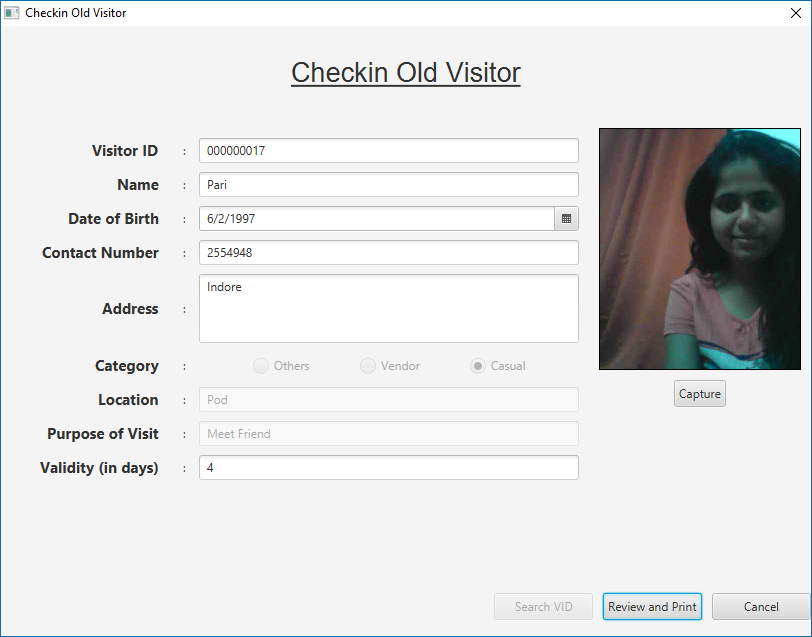 Checkin Old Visitor
Checkin Old Visitor
Visitor ID : 000000017
Name : Pari
Date of Birth : 6/2/1997
Contact Number : 2554948
Address : Indore
Category : Others Vendor Casual
Capture
Location : Pod
Purpose of Visit : Meet Friend
Validity (in days) : 4
Search VID Review and Print Cancel